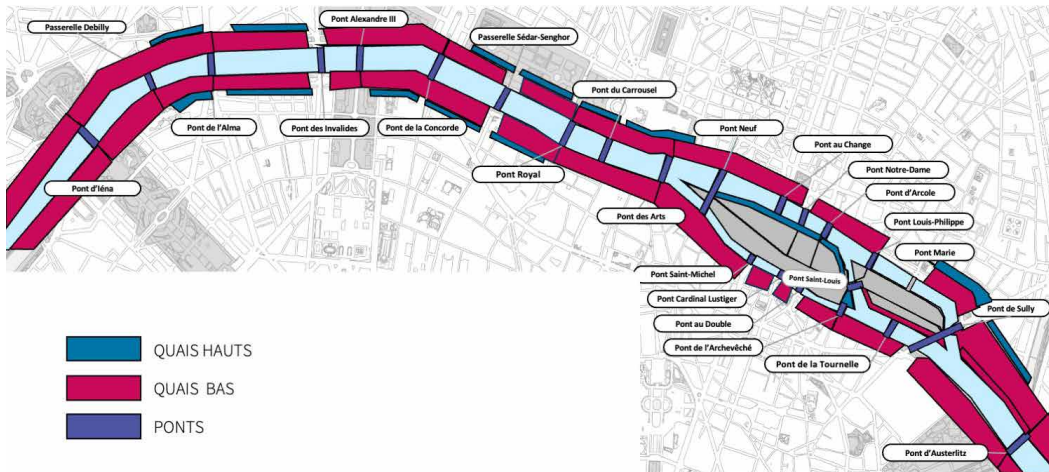 Passerelle Debilly
Pont Alexandre III
Passerelle Sédar-Senghor
Pont du Carrousel
Pont de l'Alma
Pont des Invalides
Pont de la Concorde
Pont Neuf
Pont au Change
Pont Royal
Pont Notre-Dame
Pont d'Iéna
Pont d'Arcole
Pont des Arts
Pont Louis-Philippe
Pont Marie
Pont Saint-Michel
Pont Saint-Louis
Pont Cardinal Lustiger
Pont de Sully
Pont au Double
Pont de l'Archevêché
Pont de la Tournelle
QUAIS HAUTS
QUAIS BAS
PONTS
Pont d'Austerlitz